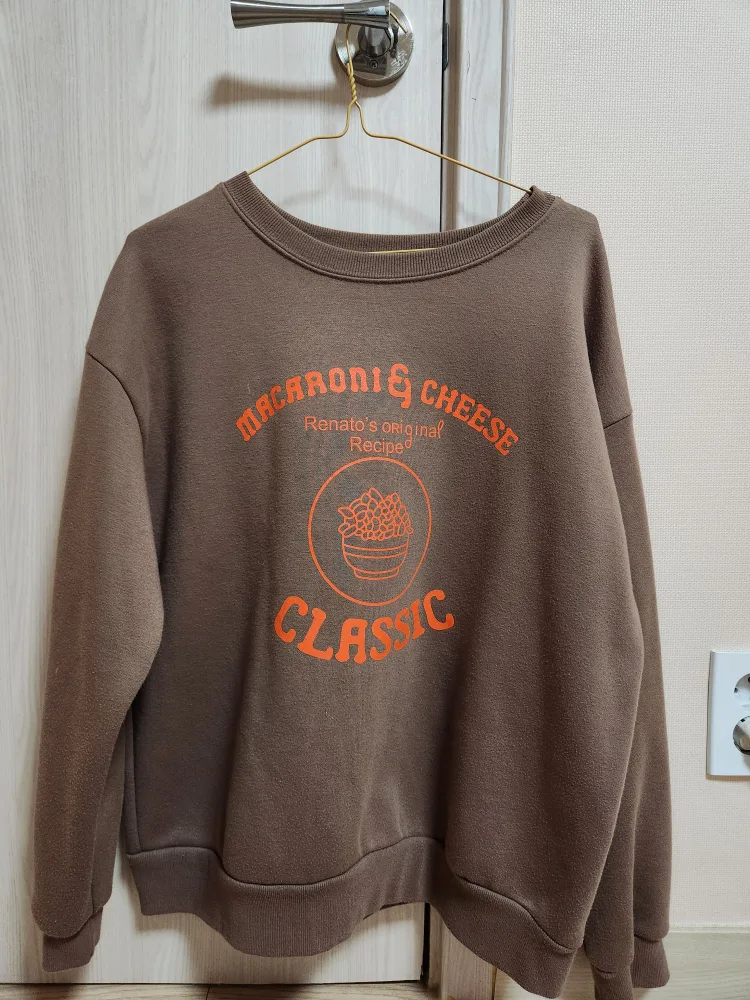 MACARONI & CHEESE
Renato's ORiginal
Recipe
CLASSIC